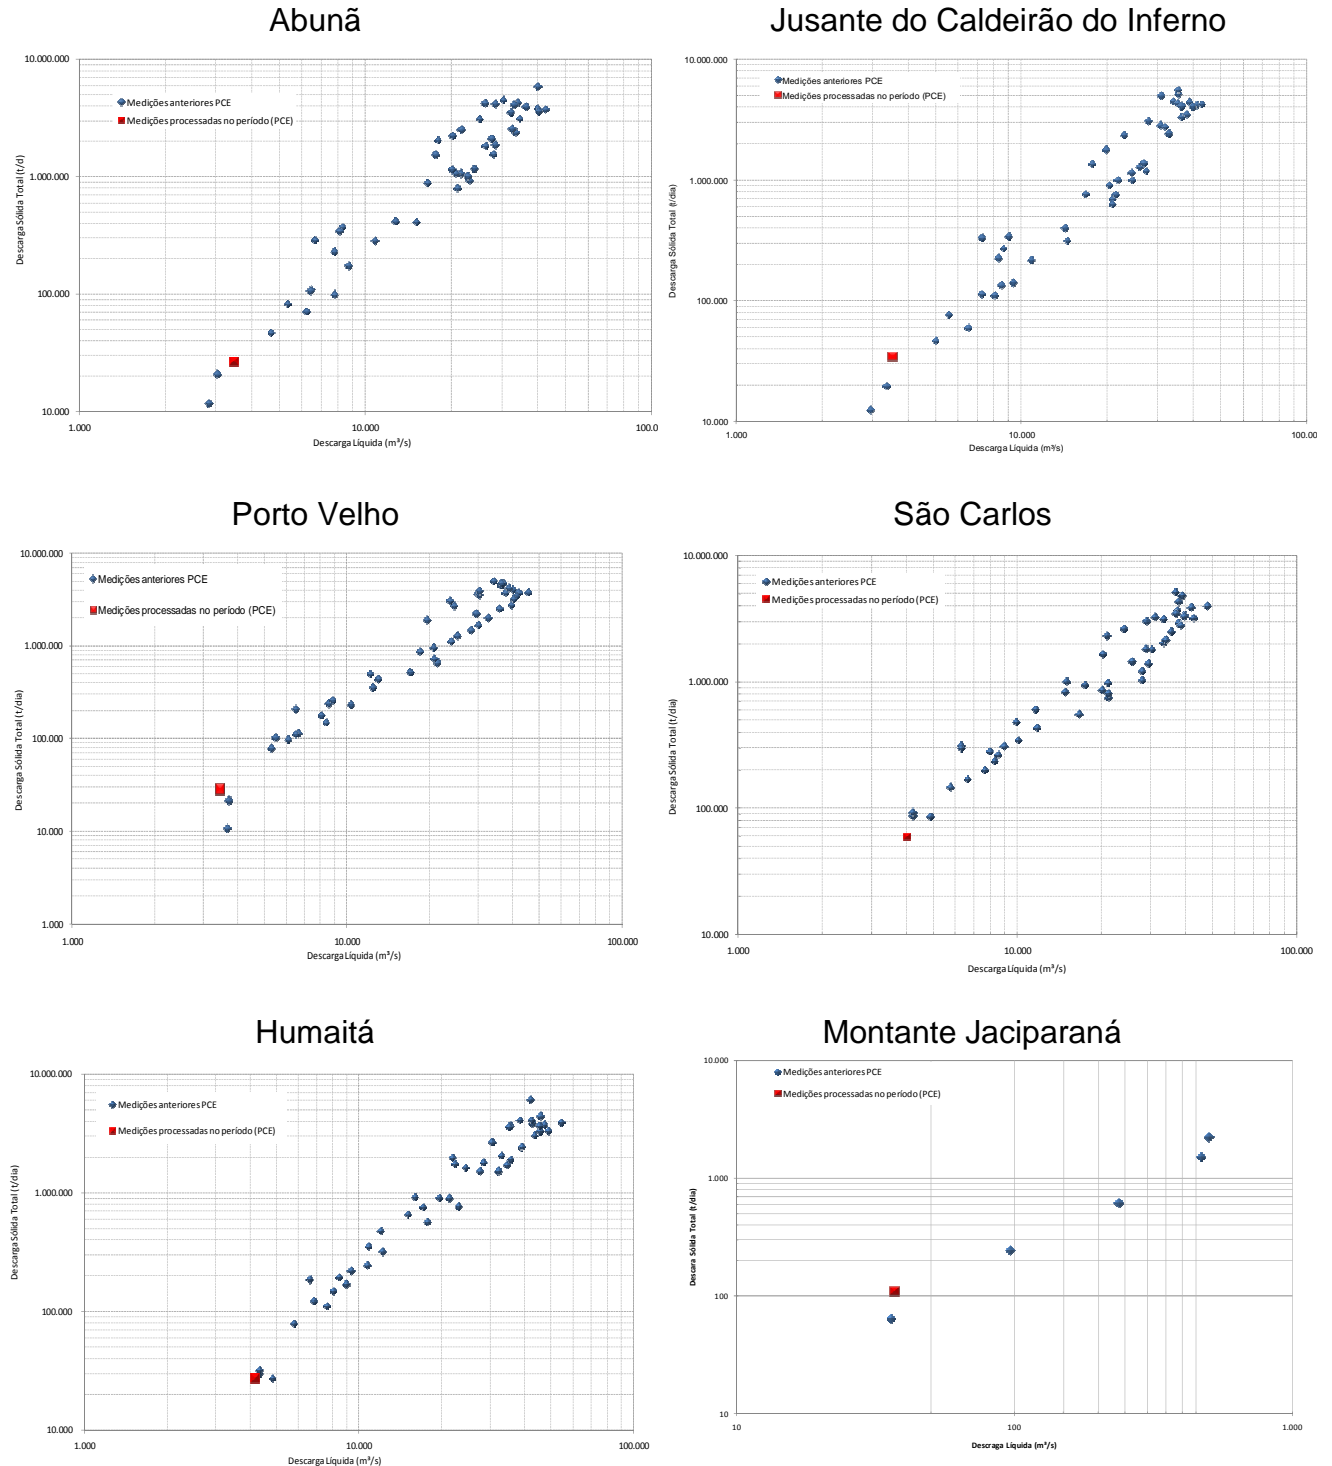 Abunã
10.000.000
Medições anteriores PCE
Medições processadas no período (PCE)
1.000.000
Descarga Sólida Total (t/d)
100.000
10.000
1.000
10.000
100.0
Descarga Líquida (m³/s)
Jusante do Caldeirão do Inferno
10.000.000
Medições anteriores PCE
Medições processadas no período (PCE)
1.000.000
Descarga Sólida Total (t/dia)
100.000
10.000
1.000
10.000
100.00
Descarga Líquida (m³/s)
Porto Velho
10.000.000
Medições anteriores PCE
Medições processadas no período (PCE)
1.000.000
Descarga Sólida Total (t/dia)
100.000
10.000
1.000
1.000
10.000
100.000
Descarga Líquida (m³/s)
São Carlos
10.000.000
Medições anteriores PCE
Medições processadas no período (PCE)
1.000.000
Descarga Sólida Total (t/dia)
100.000
10.000
1.000
10.000
100.000
Descarga Líquida (m³/s)
Humaitá
10.000.000
Medições anteriores PCE
Medições processadas no período (PCE)
1.000.000
Descarga Sólida Total (t/dia)
100.000
10.000
1.000
10.000
100.000
Descarga Líquida (m³/s)
Montante Jaciparaná
10.000
Medições anteriores PCE
Medições processadas no período (PCE)
1.000
Descara Sólida Total (t/dia)
100
10
10
100
1.000
Descraga Líquida (m³/s)